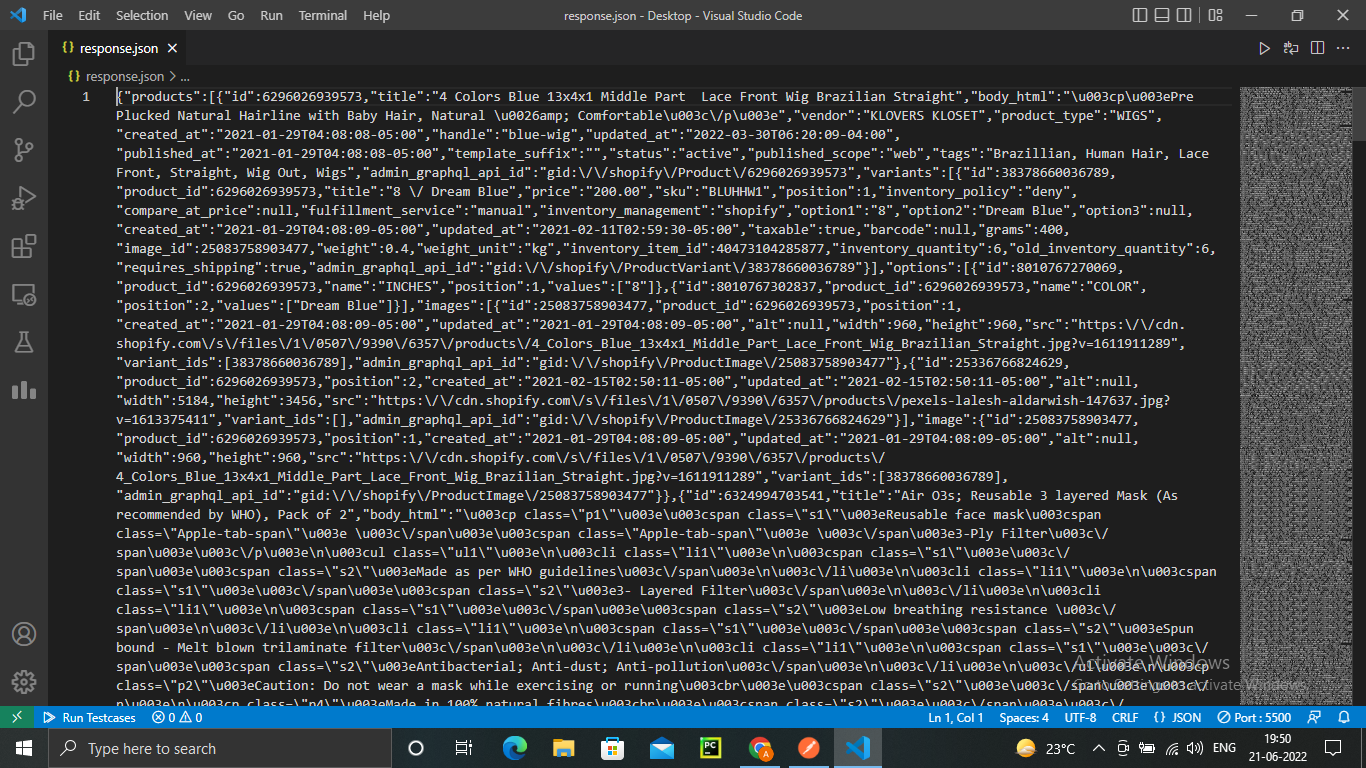 File Edit Selection View Go Run Terminal Help response.json - Desktop - Visual Studio Code
{} response.json ×
{} response.json > ...
1 {"products":[{"id":6296026939573,"title":"4 Colors Blue 13x4x1 Middle Part  Lace Front Wig Brazilian Straight","body_html":"\u003cp\u003ePre
Plucked Natural Hairline with Baby Hair, Natural \u0026amp; Comfortable\u003c\/p\u003e","vendor":"KLOVERS KLOSET","product_type":"WIGS",
"created_at":"2021-01-29T04:08:08-05:00","handle":"blue-wig","updated_at":"2022-03-30T06:20:09-04:00",
"published_at":"2021-01-29T04:08:08-05:00","template_suffix":"","status":"active","published_scope":"web","tags":"Brazillian, Human Hair, Lace
Front, Straight, Wig Out, Wigs","admin_graphql_api_id":"gid:\/\/shopify\/Product\/6296026939573","variants":[{"id":38378660036789,
"product_id":6296026939573,"title":"8 \/ Dream Blue","price":"200.00","sku":"BLUHHW1","position":1,"inventory_policy":"deny",
"compare_at_price":null,"fulfillment_service":"manual","inventory_management":"shopify","option1":"8","option2":"Dream Blue","option3":null,
"created_at":"2021-01-29T04:08:09-05:00","updated_at":"2021-02-11T02:59:30-05:00","taxable":true,"barcode":null,"grams":400,
"image_id":25083758903477,"weight":0.4,"weight_unit":"kg","inventory_item_id":40473104285877,"inventory_quantity":6,"old_inventory_quantity":6,
"requires_shipping":true,"admin_graphql_api_id":"gid:\/\/shopify\/ProductVariant\/38378660036789"}],"options":[{"id":8010767270069,
"product_id":6296026939573,"name":"INCHES","position":1,"values":["8"]},{"id":8010767302837,"product_id":6296026939573,"name":"COLOR",
"position":2,"values":["Dream Blue"]}],"images":[{"id":25083758903477,"product_id":6296026939573,"position":1,
"created_at":"2021-01-29T04:08:09-05:00","updated_at":"2021-01-29T04:08:09-05:00","alt":null,"width":960,"height":960,"src":"https:\/\/cdn.
shopify.com\/s\/files\/1\/0507\/9390\/6357\/products\/4_Colors_Blue_13x4x1_Middle_Part_Lace_Front_Wig_Brazilian_Straight.jpg?v=1611911289",
"variant_ids":[38378660036789],"admin_graphql_api_id":"gid:\/\/shopify\/ProductImage\/25083758903477"},{"id":25336766824629,
"product_id":6296026939573,"position":2,"created_at":"2021-02-15T02:50:11-05:00","updated_at":"2021-02-15T02:50:11-05:00","alt":null,
"width":5184,"height":3456,"src":"https:\/\/cdn.shopify.com\/s\/files\/1\/0507\/9390\/6357\/products\/pexels-lalesh-aldarwish-147637.jpg?
v=1613375411","variant_ids":[],"admin_graphql_api_id":"gid:\/\/shopify\/ProductImage\/25336766824629"}],"image":{"id":25083758903477,
"product_id":6296026939573,"position":1,"created_at":"2021-01-29T04:08:09-05:00","updated_at":"2021-01-29T04:08:09-05:00","alt":null,
"width":960,"height":960,"src":"https:\/\/cdn.shopify.com\/s\/files\/1\/0507\/9390\/6357\/products\/
4_Colors_Blue_13x4x1_Middle_Part_Lace_Front_Wig_Brazilian_Straight.jpg?v=1611911289","variant_ids":[38378660036789],
"admin_graphql_api_id":"gid:\/\/shopify\/ProductImage\/25083758903477"}},{"id":6324994703541,"title":"Air O3s; Reusable 3 layered Mask (As
recommended by WHO), Pack of 2","body_html":"\u003cp class=\"p1\"\u003e\u003cspan class=\"s1\"\u003eReusable face mask\u003cspan
class=\"Apple-tab-span\"\u003e \u003c\/span\u003e\u003cspan class=\"Apple-tab-span\"\u003e \u003c\/span\u003e3-Ply Filter\u003c\/
span\u003e\u003c\/p\u003e\n\u003cul class=\"ul1\"\u003e\n\u003cli class=\"li1\"\u003e\n\u003cspan class=\"s1\"\u003e\u003c\/
span\u003e\u003cspan class=\"s2\"\u003eMade as per WHO guidelines\u003c\/span\u003e\n\u003c\/li\u003e\n\u003cli class=\"li1\"\u003e\n\u003cspan
class=\"s1\"\u003e\u003c\/span\u003e\u003cspan class=\"s2\"\u003e3- Layered Filter\u003c\/span\u003e\n\u003c\/li\u003e\n\u003cli
class=\"li1\"\u003e\n\u003cspan class=\"s1\"\u003e\u003c\/span\u003e\u003cspan class=\"s2\"\u003eLow breathing resistance \u003c\/
span\u003e\n\u003c\/li\u003e\n\u003cli class=\"li1\"\u003e\n\u003cspan class=\"s1\"\u003e\u003c\/span\u003e\u003cspan class=\"s2\"\u003eSpun
bound - Melt blown trilaminate filter\u003c\/span\u003e\n\u003c\/li\u003e\n\u003cli class=\"li1\"\u003e\n\u003cspan class=\"s1\"\u003e\u003c\/
span\u003e\u003cspan class=\"s2\"\u003eAntibacterial; Anti-dust; Anti-pollution\u003c\/span\u003e\n\u003c\/li\u003e\n\u003c\/ul\u003e\n\u003cp
class=\"p2\"\u003eCaution: Do not wear a mask while exercising or running\u003cbr\u003e\u003cspan class=\"s2\"\u003e\u003c\/span\u003e\u003c\/
p\u003e\n\u003cp class=\"p4\"\u003eMade in 100% natural fibres\u003cbr\u003e\u003cspan class=\"s2\"\u003e\u003c\/
Activate Windows
Go to Settings to activate Windows.
Run Testcases 0 0 Ln 1, Col 1 Spaces: 4 UTF-8 CRLF {} JSON Port : 5500
Type here to search PC A 23°C ENG 19:50
21-06-2022